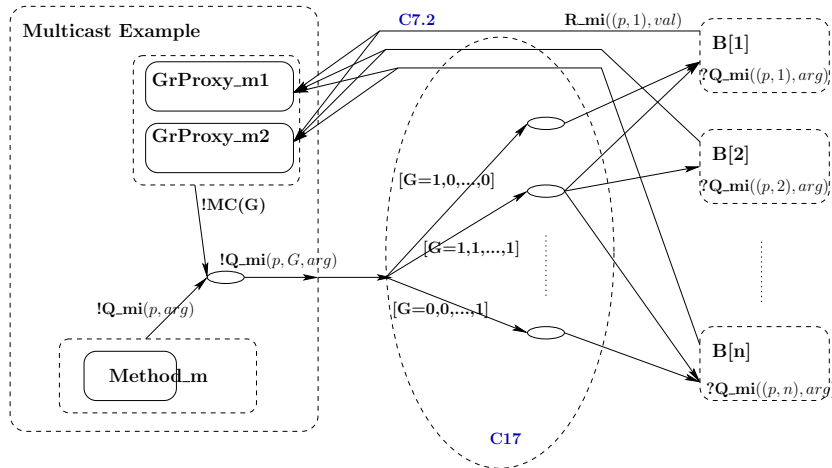 C7.2
R_mi((p, 1), val)
Multicast Example
B[1]
GrProxy_m1
?Q_mi((p, 1), arg)
GrProxy_m2
B[2]
[G=1,0,...,0]
?Q_mi((p, 2), arg)
!MC(G)
[G=1,1,...,1]
!Q_mi(p, G, arg)
!Q_mi(p, arg)
[G=0,0,...,1]
B[n]
Method_m
?Q_mi((p, n), arg)
C17